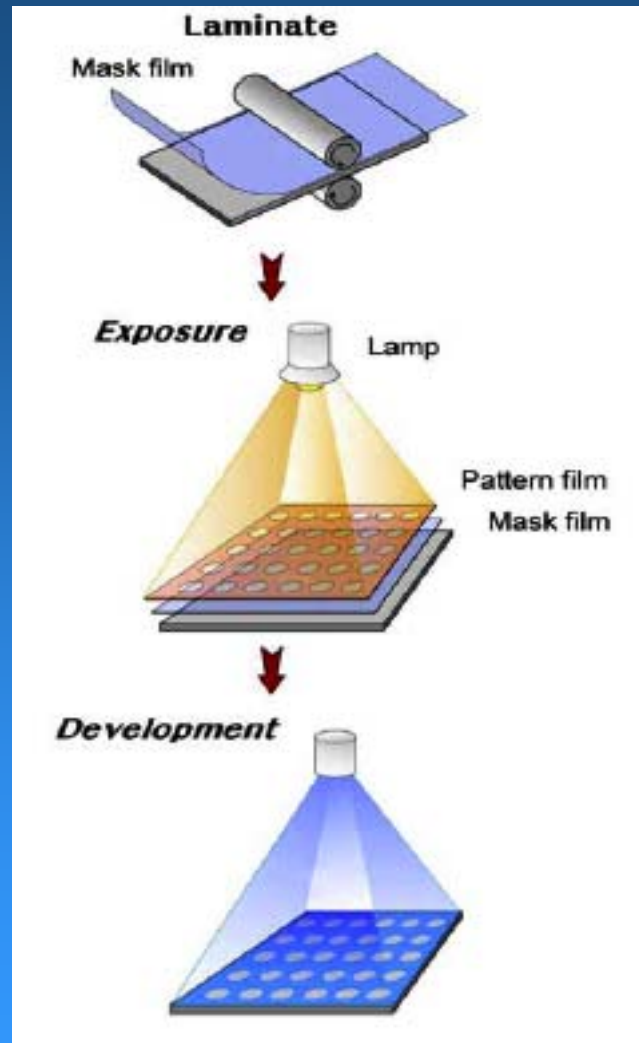 Laminate
Mask film
Exposure
Lamp
Pattern film
Mask film
Development